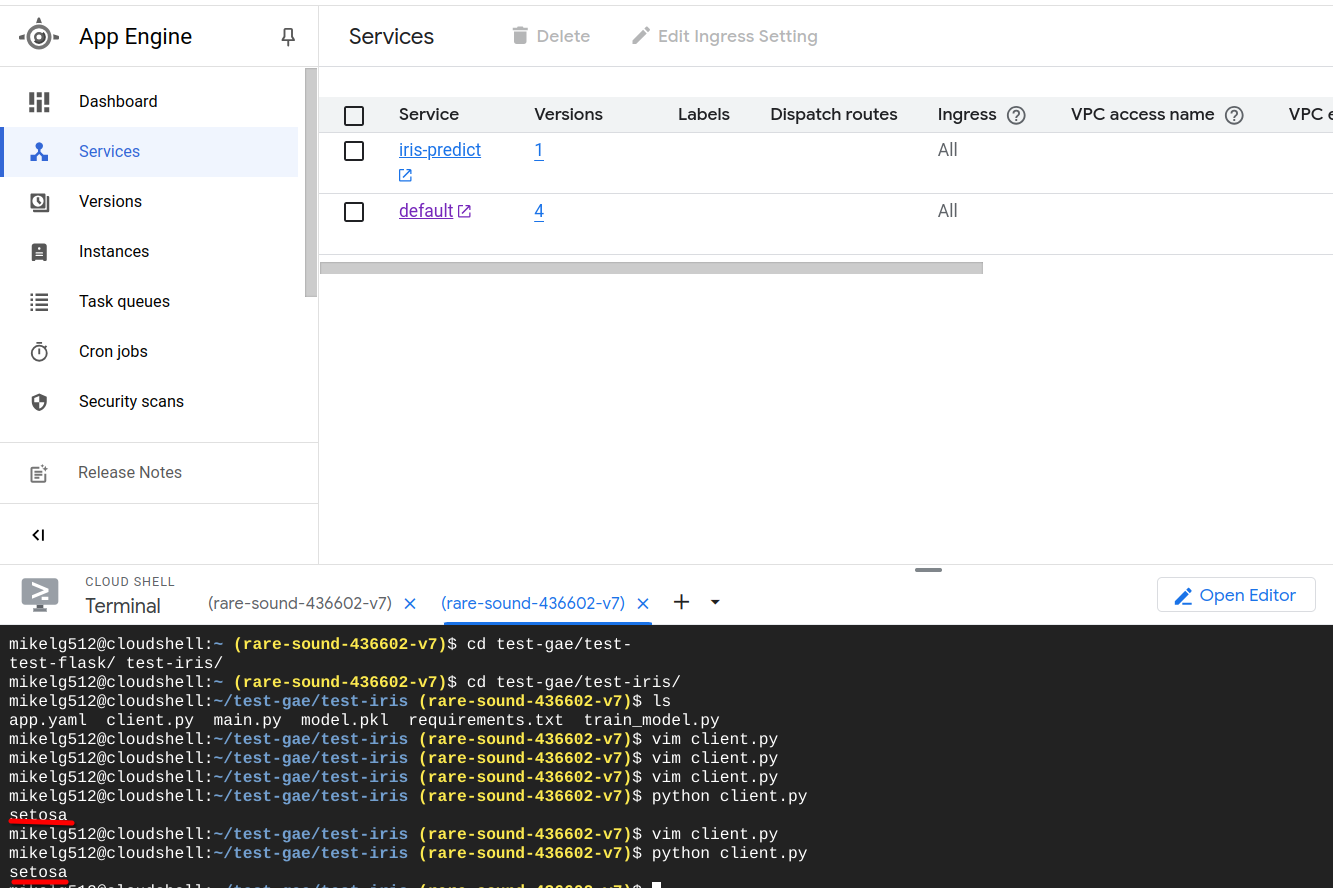 App Engine
Services
Delete
Edit Ingress Setting
Dashboard
Services
Versions
Instances
Task queues
Cron jobs
Security scans
Release Notes
Service Versions Labels Dispatch routes Ingress VPC access name VPC e
iris-predict 1 All
default 4 All
CLOUD SHELL
Terminal
(rare-sound-436602-v7)
(rare-sound-436602-v7)
Open Editor
mikelg512@cloudshell:~ (rare-sound-436602-v7)$ cd test-gae/test-
test-flask/ test-iris/
mikelg512@cloudshell:~ (rare-sound-436602-v7)$ cd test-gae/test-iris/
mikelg512@cloudshell:~/test-gae/test-iris (rare-sound-436602-v7)$ ls
app.yaml  client.py  main.py  model.pkl  requirements.txt  train_model.py
mikelg512@cloudshell:~/test-gae/test-iris (rare-sound-436602-v7)$ vim client.py
mikelg512@cloudshell:~/test-gae/test-iris (rare-sound-436602-v7)$ vim client.py
mikelg512@cloudshell:~/test-gae/test-iris (rare-sound-436602-v7)$ vim client.py
mikelg512@cloudshell:~/test-gae/test-iris (rare-sound-436602-v7)$ python client.py
setosa
mikelg512@cloudshell:~/test-gae/test-iris (rare-sound-436602-v7)$ vim client.py
mikelg512@cloudshell:~/test-gae/test-iris (rare-sound-436602-v7)$ python client.py
setosa